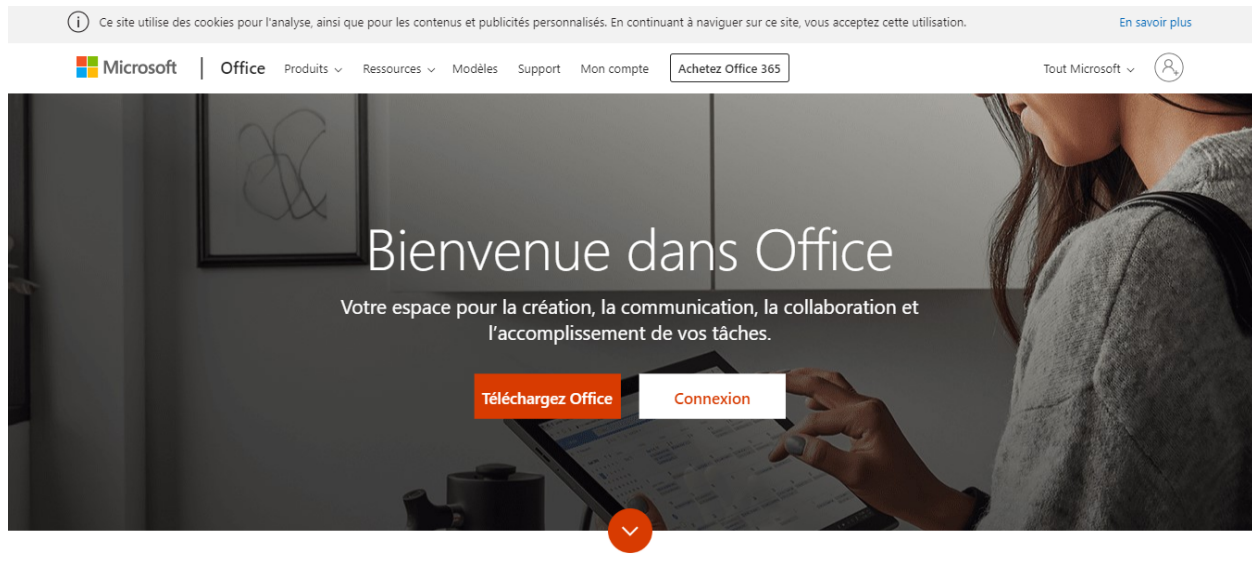 Ce site utilise des cookies pour l'analyse, ainsi que pour les contenus et publicités personnalisés. En continuant à naviguer sur ce site, vous acceptez cette utilisation. En savoir plus
Microsoft Office Produits Ressources Modèles Support Mon compte Achetez Office 365 Tout Microsoft
Bienvenue dans Office
Votre espace pour la création, la communication, la collaboration et
l'accomplissement de vos tâches.
Téléchargez Office Connexion